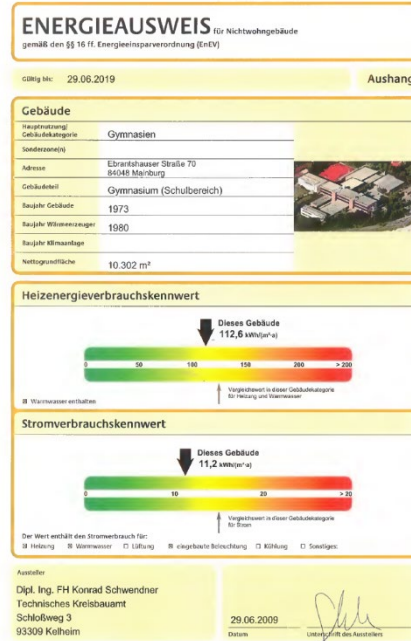 ENERGIEAUSWEIS für Nichtwohngebäude
gemäß den §§ 16 ff. Energieeinsparverordnung (EnEV)
Gültig bis: 29.06.2019
Aushang
Gebäude
Hauptnutzung/
Gebäudekategorie Gymnasien
Sonderzone(n)
Adresse Ebrantshauser Straße 70
84048 Mainburg
Gebäudeteil Gymnasium (Schulbereich)
Baujahr Gebäude 1973
Baujahr Wärmeerzeuger 1980
Baujahr Klimaanlage
Nettogrundfläche 10.302 m²
Heizenergieverbrauchskennwert
Dieses Gebäude
112,6 kWh/(m²·a)
0 50 100 150 200 > 200
Vergleichswert in dieser Gebäudekategorie
für Heizung und Warmwasser
Warmwasser enthalten
Stromverbrauchskennwert
Dieses Gebäude
11,2 kWh/(m²·a)
0 10 20 > 20
Vergleichswert in dieser Gebäudekategorie
für Strom
Der Wert enthält den Stromverbrauch für:
Heizung Warmwasser Lüftung eingebaute Beleuchtung Kühlung Sonstiges:
Aussteller
Dipl. Ing. FH Konrad Schwendner
Technisches Kreisbauamt
Schloßweg 3
93309 Kelheim
29.06.2009
Datum Unterschrift des Ausstellers